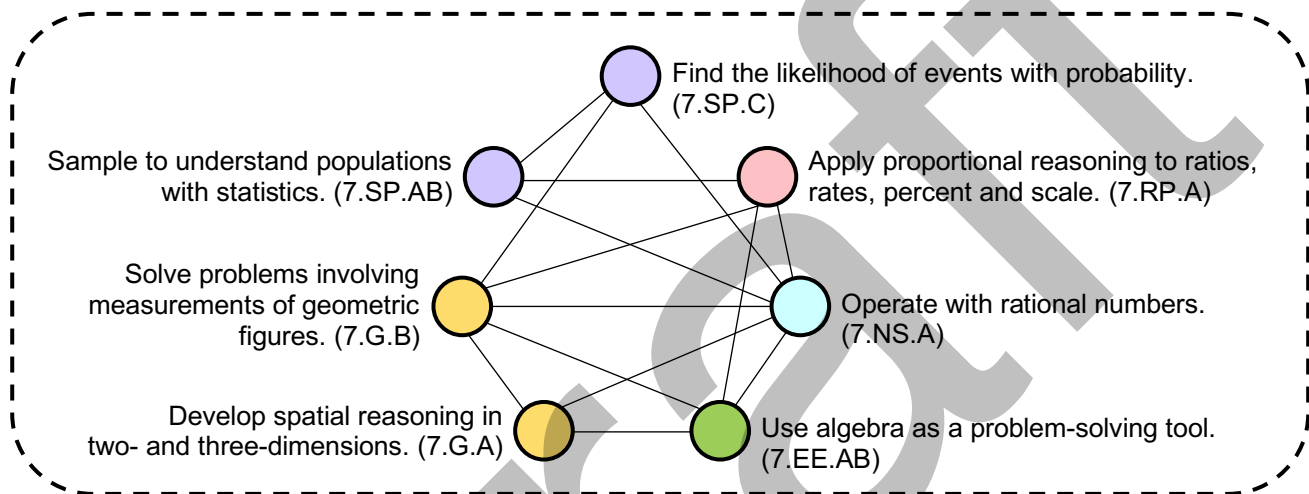 Find the likelihood of events with probability.
(7.SP.C)
Sample to understand populations
with statistics. (7.SP.AB)
Apply proportional reasoning to ratios,
rates, percent and scale. (7.RP.A)
Solve problems involving
measurements of geometric
figures. (7.G.B)
Operate with rational numbers.
(7.NS.A)
Develop spatial reasoning in
two- and three-dimensions. (7.G.A)
Use algebra as a problem-solving tool.
(7.EE.AB)